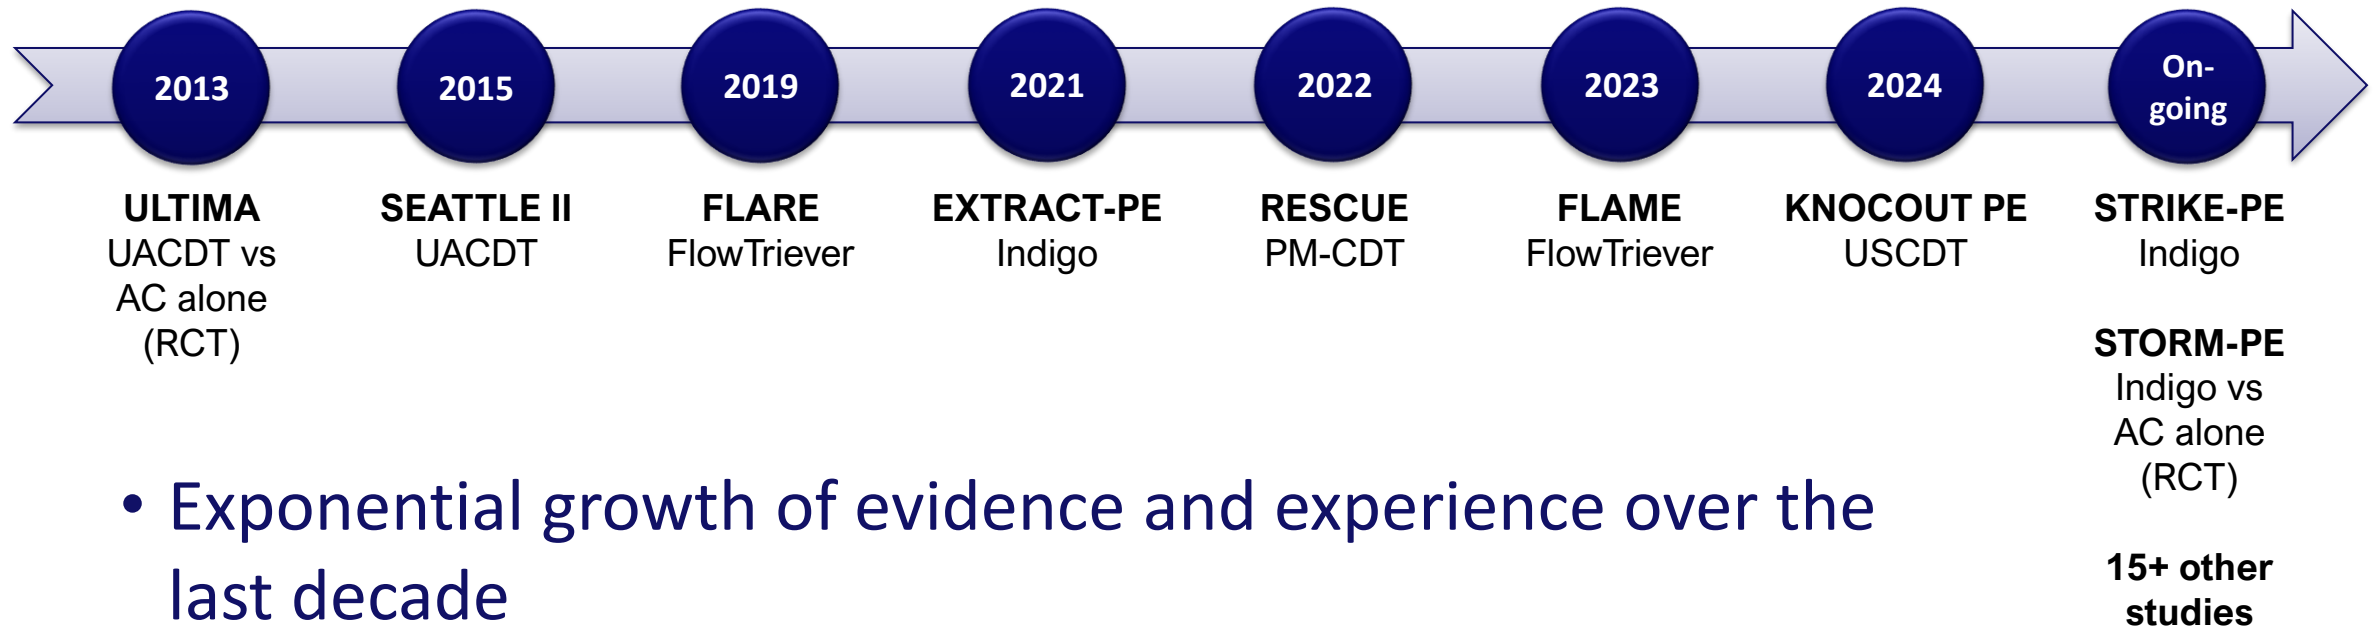 2013
2015
2019
2021
2022
2023
2024
On-
going
ULTIMA
UACDT vs
AC alone
(RCT)
SEATTLE II
UACDT
FLARE
FlowTriever
EXTRACT-PE
Indigo
RESCUE
PM-CDT
FLAME
FlowTriever
KNOCOUT PE
USCDT
STRIKE-PE
Indigo
STORM-PE
Indigo vs
AC alone
(RCT)
15+ other
studies
• Exponential growth of evidence and experience over the
last decade